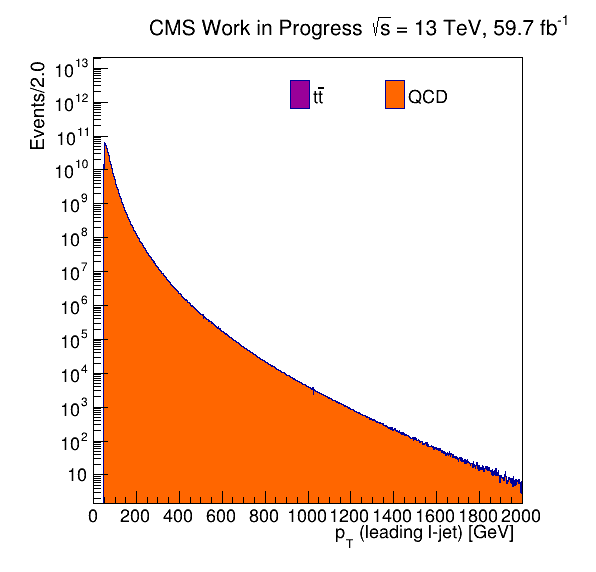 CMS Work in Progress √s = 13 TeV, 59.7 fb⁻¹
Events/2.0
tt̄
QCD
10¹³
10¹²
10¹¹
10¹⁰
10⁹
10⁸
10⁷
10⁶
10⁵
10⁴
10³
10²
10
0 200 400 600 800 1000 1200 1400 1600 1800 2000
p_T (leading l-jet) [GeV]